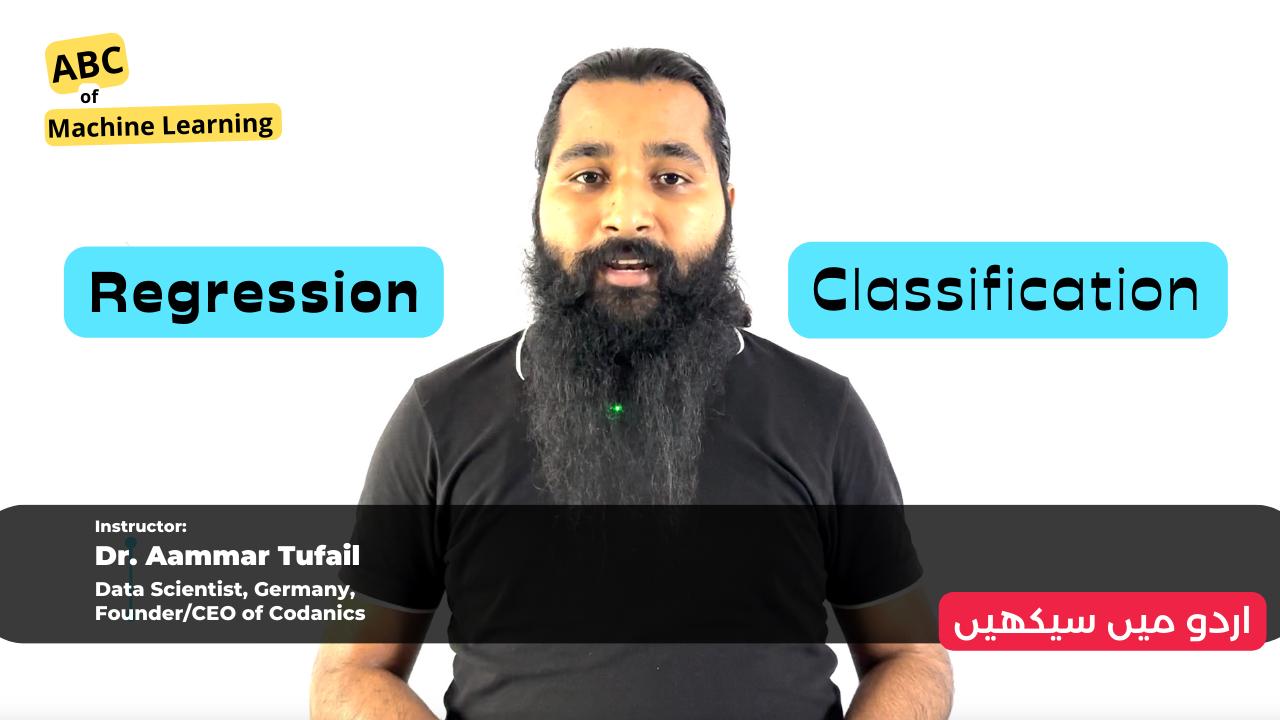 ABC
of
Machine Learning
Regression
Classification
Instructor:
Dr. Aammar Tufail
Data Scientist, Germany,
Founder/CEO of Codanics
اردو میں سیکھیں